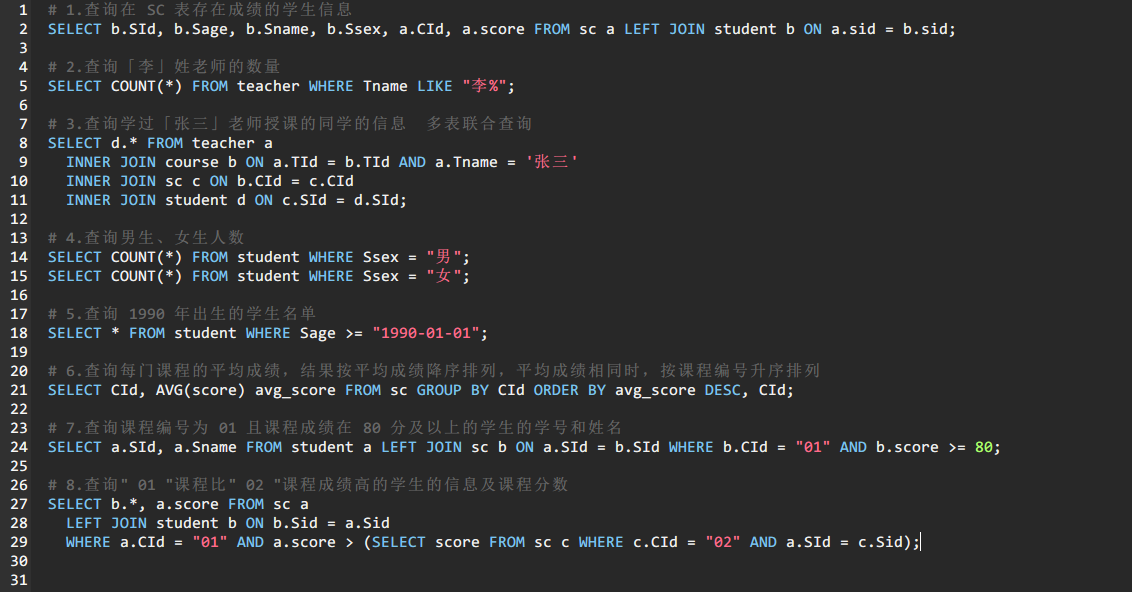 1 # 1.查询在 SC 表存在成绩的学生信息
2 SELECT b.SId, b.Sage, b.Sname, b.Ssex, a.CId, a.score FROM sc a LEFT JOIN student b ON a.sid = b.sid;
3
4 # 2.查询「李」姓老师的数量
5 SELECT COUNT(*) FROM teacher WHERE Tname LIKE "李%";
6
7 # 3.查询学过「张三」老师授课的同学的信息  多表联合查询
8 SELECT d.* FROM teacher a
9   INNER JOIN course b ON a.TId = b.TId AND a.Tname = '张三'
10   INNER JOIN sc c ON b.CId = c.CId
11   INNER JOIN student d ON c.SId = d.SId;
12
13 # 4.查询男生、女生人数
14 SELECT COUNT(*) FROM student WHERE Ssex = "男";
15 SELECT COUNT(*) FROM student WHERE Ssex = "女";
16
17 # 5.查询 1990 年出生的学生名单
18 SELECT * FROM student WHERE Sage >= "1990-01-01";
19
20 # 6.查询每门课程的平均成绩，结果按平均成绩降序排列，平均成绩相同时，按课程编号升序排列
21 SELECT CId, AVG(score) avg_score FROM sc GROUP BY CId ORDER BY avg_score DESC, CId;
22
23 # 7.查询课程编号为 01 且课程成绩在 80 分及以上的学生的学号和姓名
24 SELECT a.SId, a.Sname FROM student a LEFT JOIN sc b ON a.SId = b.SId WHERE b.CId = "01" AND b.score >= 80;
25
26 # 8.查询" 01 "课程比" 02 "课程成绩高的学生的信息及课程分数
27 SELECT b.*, a.score FROM sc a
28   LEFT JOIN student b ON b.Sid = a.Sid
29   WHERE a.CId = "01" AND a.score > (SELECT score FROM sc c WHERE c.CId = "02" AND a.SId = c.Sid);
30
31